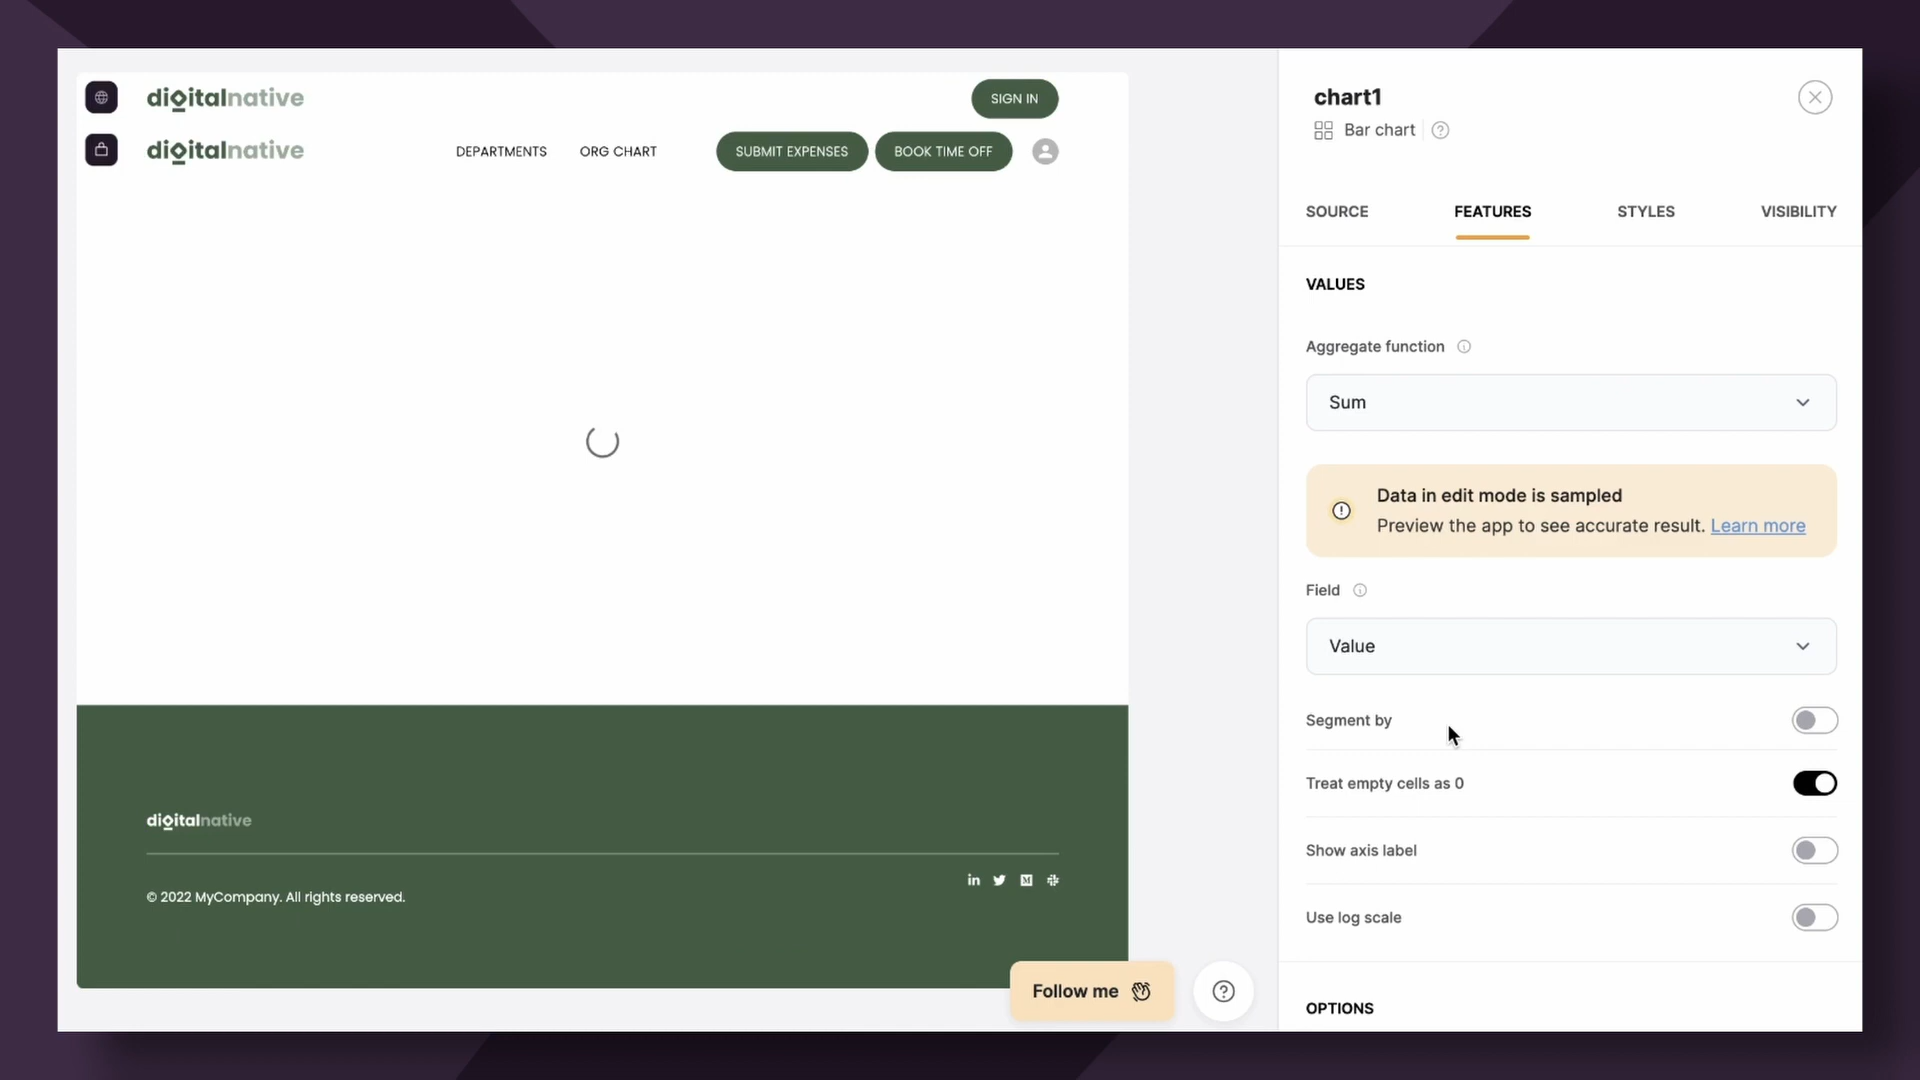 digitalnative
SIGN IN
digitalnative
DEPARTMENTS
ORG CHART
SUBMIT EXPENSES
BOOK TIME OFF
digitalnative
© 2022 MyCompany. All rights reserved.
Follow me
chart1
Bar chart
SOURCE
FEATURES
STYLES
VISIBILITY
VALUES
Aggregate function
Sum
Data in edit mode is sampled
Preview the app to see accurate result. Learn more
Field
Value
Segment by
Treat empty cells as 0
Show axis label
Use log scale
OPTIONS